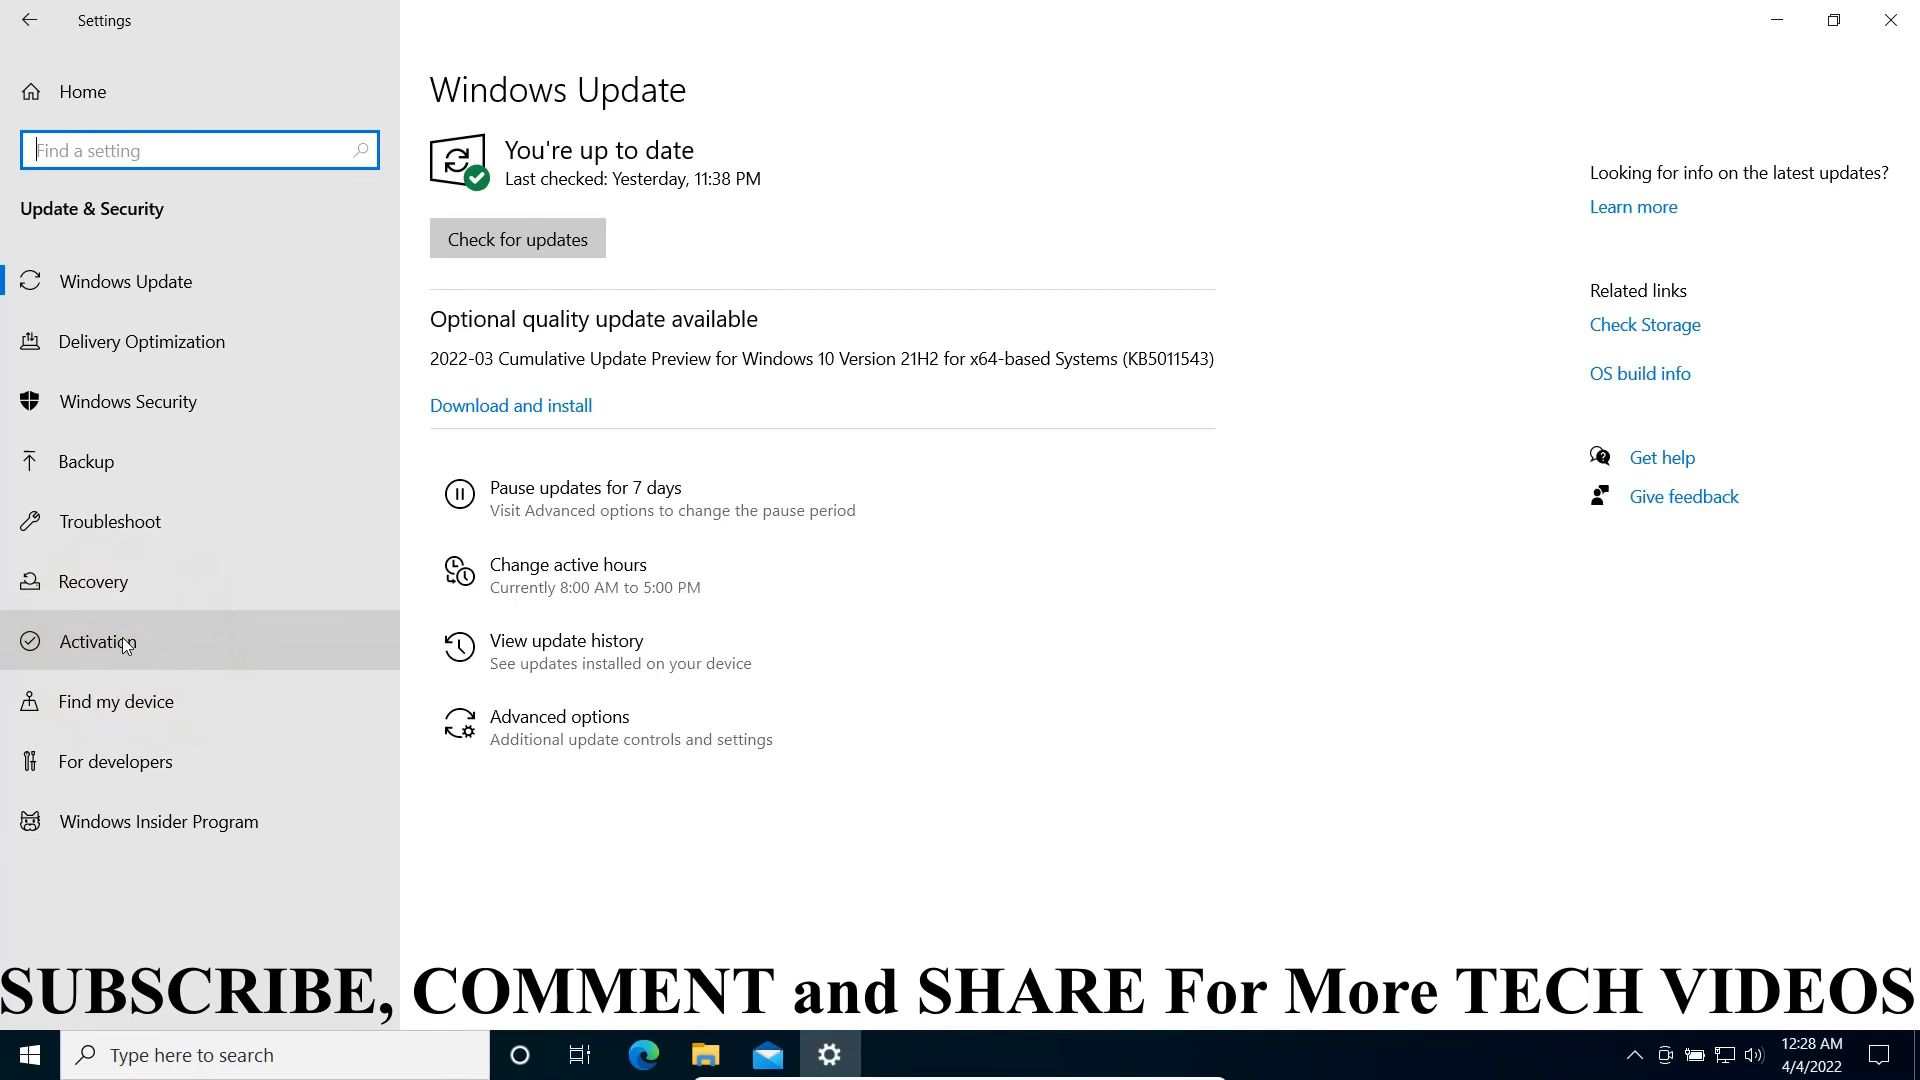 Settings
Home
Find a setting
Update & Security
Windows Update
Delivery Optimization
Windows Security
Backup
Troubleshoot
Recovery
Activation
Find my device
For developers
Windows Insider Program
Windows Update
You're up to date
Last checked: Yesterday, 11:38 PM
Check for updates
Optional quality update available
2022-03 Cumulative Update Preview for Windows 10 Version 21H2 for x64-based Systems (KB5011543)
Download and install
Pause updates for 7 days
Visit Advanced options to change the pause period
Change active hours
Currently 8:00 AM to 5:00 PM
View update history
See updates installed on your device
Advanced options
Additional update controls and settings
Looking for info on the latest updates?
Learn more
Related links
Check Storage
OS build info
Get help
Give feedback
SUBSCRIBE, COMMENT and SHARE For More TECH VIDEOS
Type here to search
12:28 AM
4/4/2022